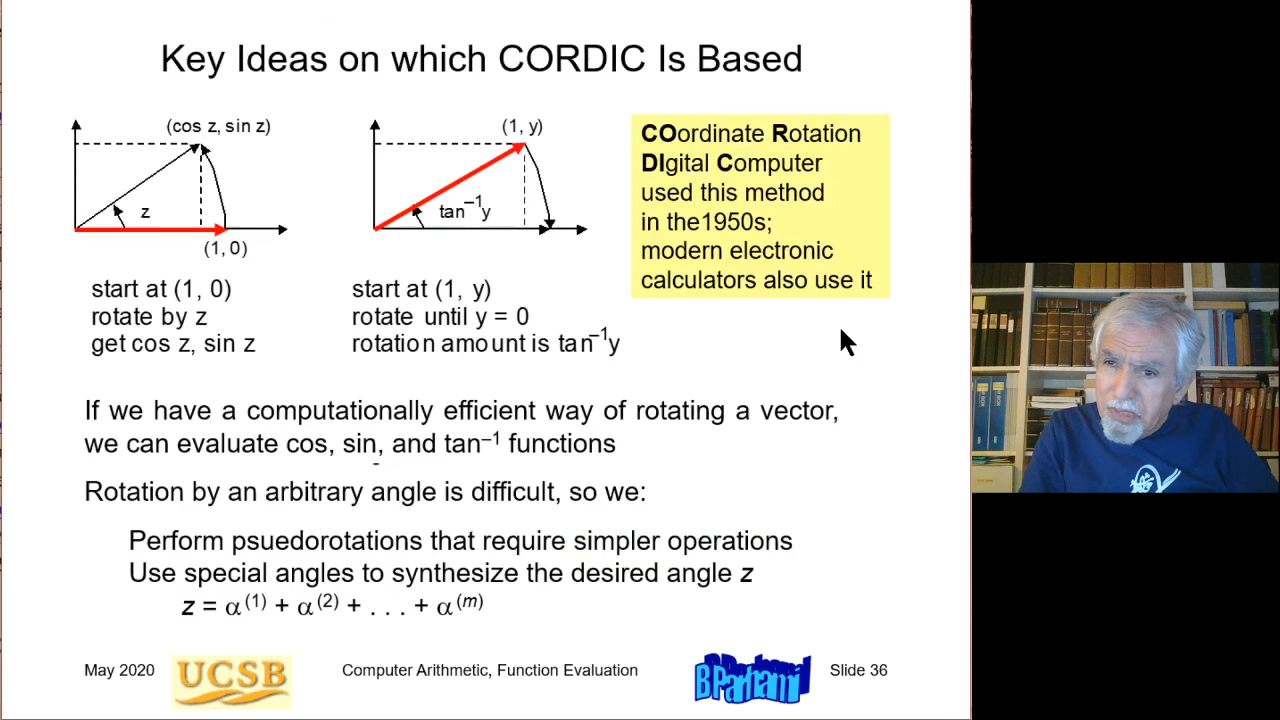 Key Ideas on which CORDIC Is Based
(cos z, sin z)
z
(1, 0)
(1, y)
tan⁻¹y
COordinate Rotation
DIgital Computer
used this method
in the1950s;
modern electronic
calculators also use it
start at (1, 0)
rotate by z
get cos z, sin z
start at (1, y)
rotate until y = 0
rotation amount is tan⁻¹y
If we have a computationally efficient way of rotating a vector,
we can evaluate cos, sin, and tan⁻¹ functions
Rotation by an arbitrary angle is difficult, so we:
Perform psuedorotations that require simpler operations
Use special angles to synthesize the desired angle z
z = α⁽¹⁾ + α⁽²⁾ + . . . + α⁽ᵐ⁾
May 2020
UCSB
Computer Arithmetic, Function Evaluation
B Parhami
Slide 36